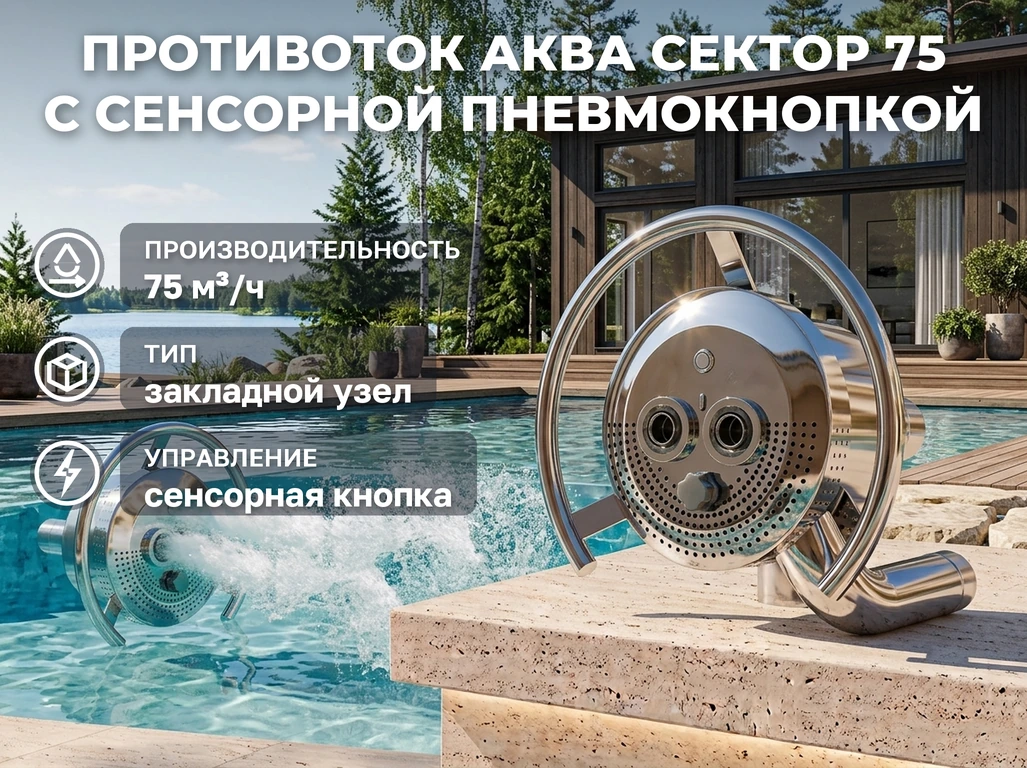 ПРОТИВОТОК АКВА СЕКТОР 75
С СЕНСОРНОЙ ПНЕВМОКНОПКОЙ
ПРОИЗВОДИТЕЛЬНОСТЬ
75 м³/ч
ТИП
закладной узел
УПРАВЛЕНИЕ
сенсорная кнопка